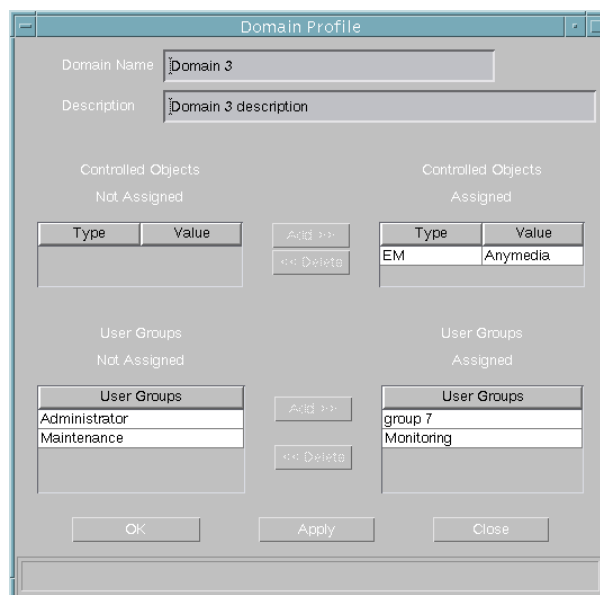 Domain Profile
Domain Name Domain 3
Description Domain 3 description
Controlled Objects Controlled Objects
Not Assigned Assigned
Type Value Add >> Type Value
<< Delete EM Anymedia
User Groups User Groups
Not Assigned Assigned
User Groups User Groups
Administrator Add >> group 7
Maintenance Monitoring
<< Delete
OK Apply Close